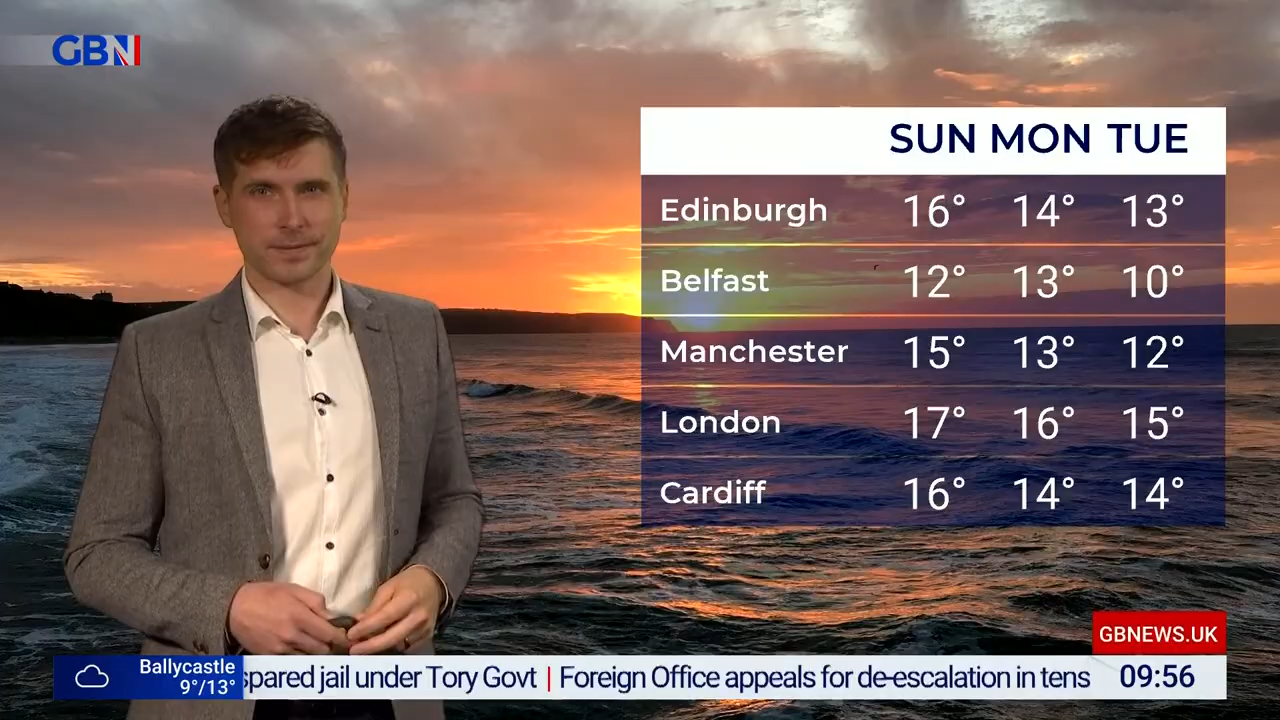 GBN
SUN MON TUE
Edinburgh 16° 14° 13°
Belfast 12° 13° 10°
Manchester 15° 13° 12°
London 17° 16° 15°
Cardiff 16° 14° 14°
GBNEWS.UK
Ballycastle
9°/13°
spared jail under Tory Govt | Foreign Office appeals for de-escalation in tens
09:56